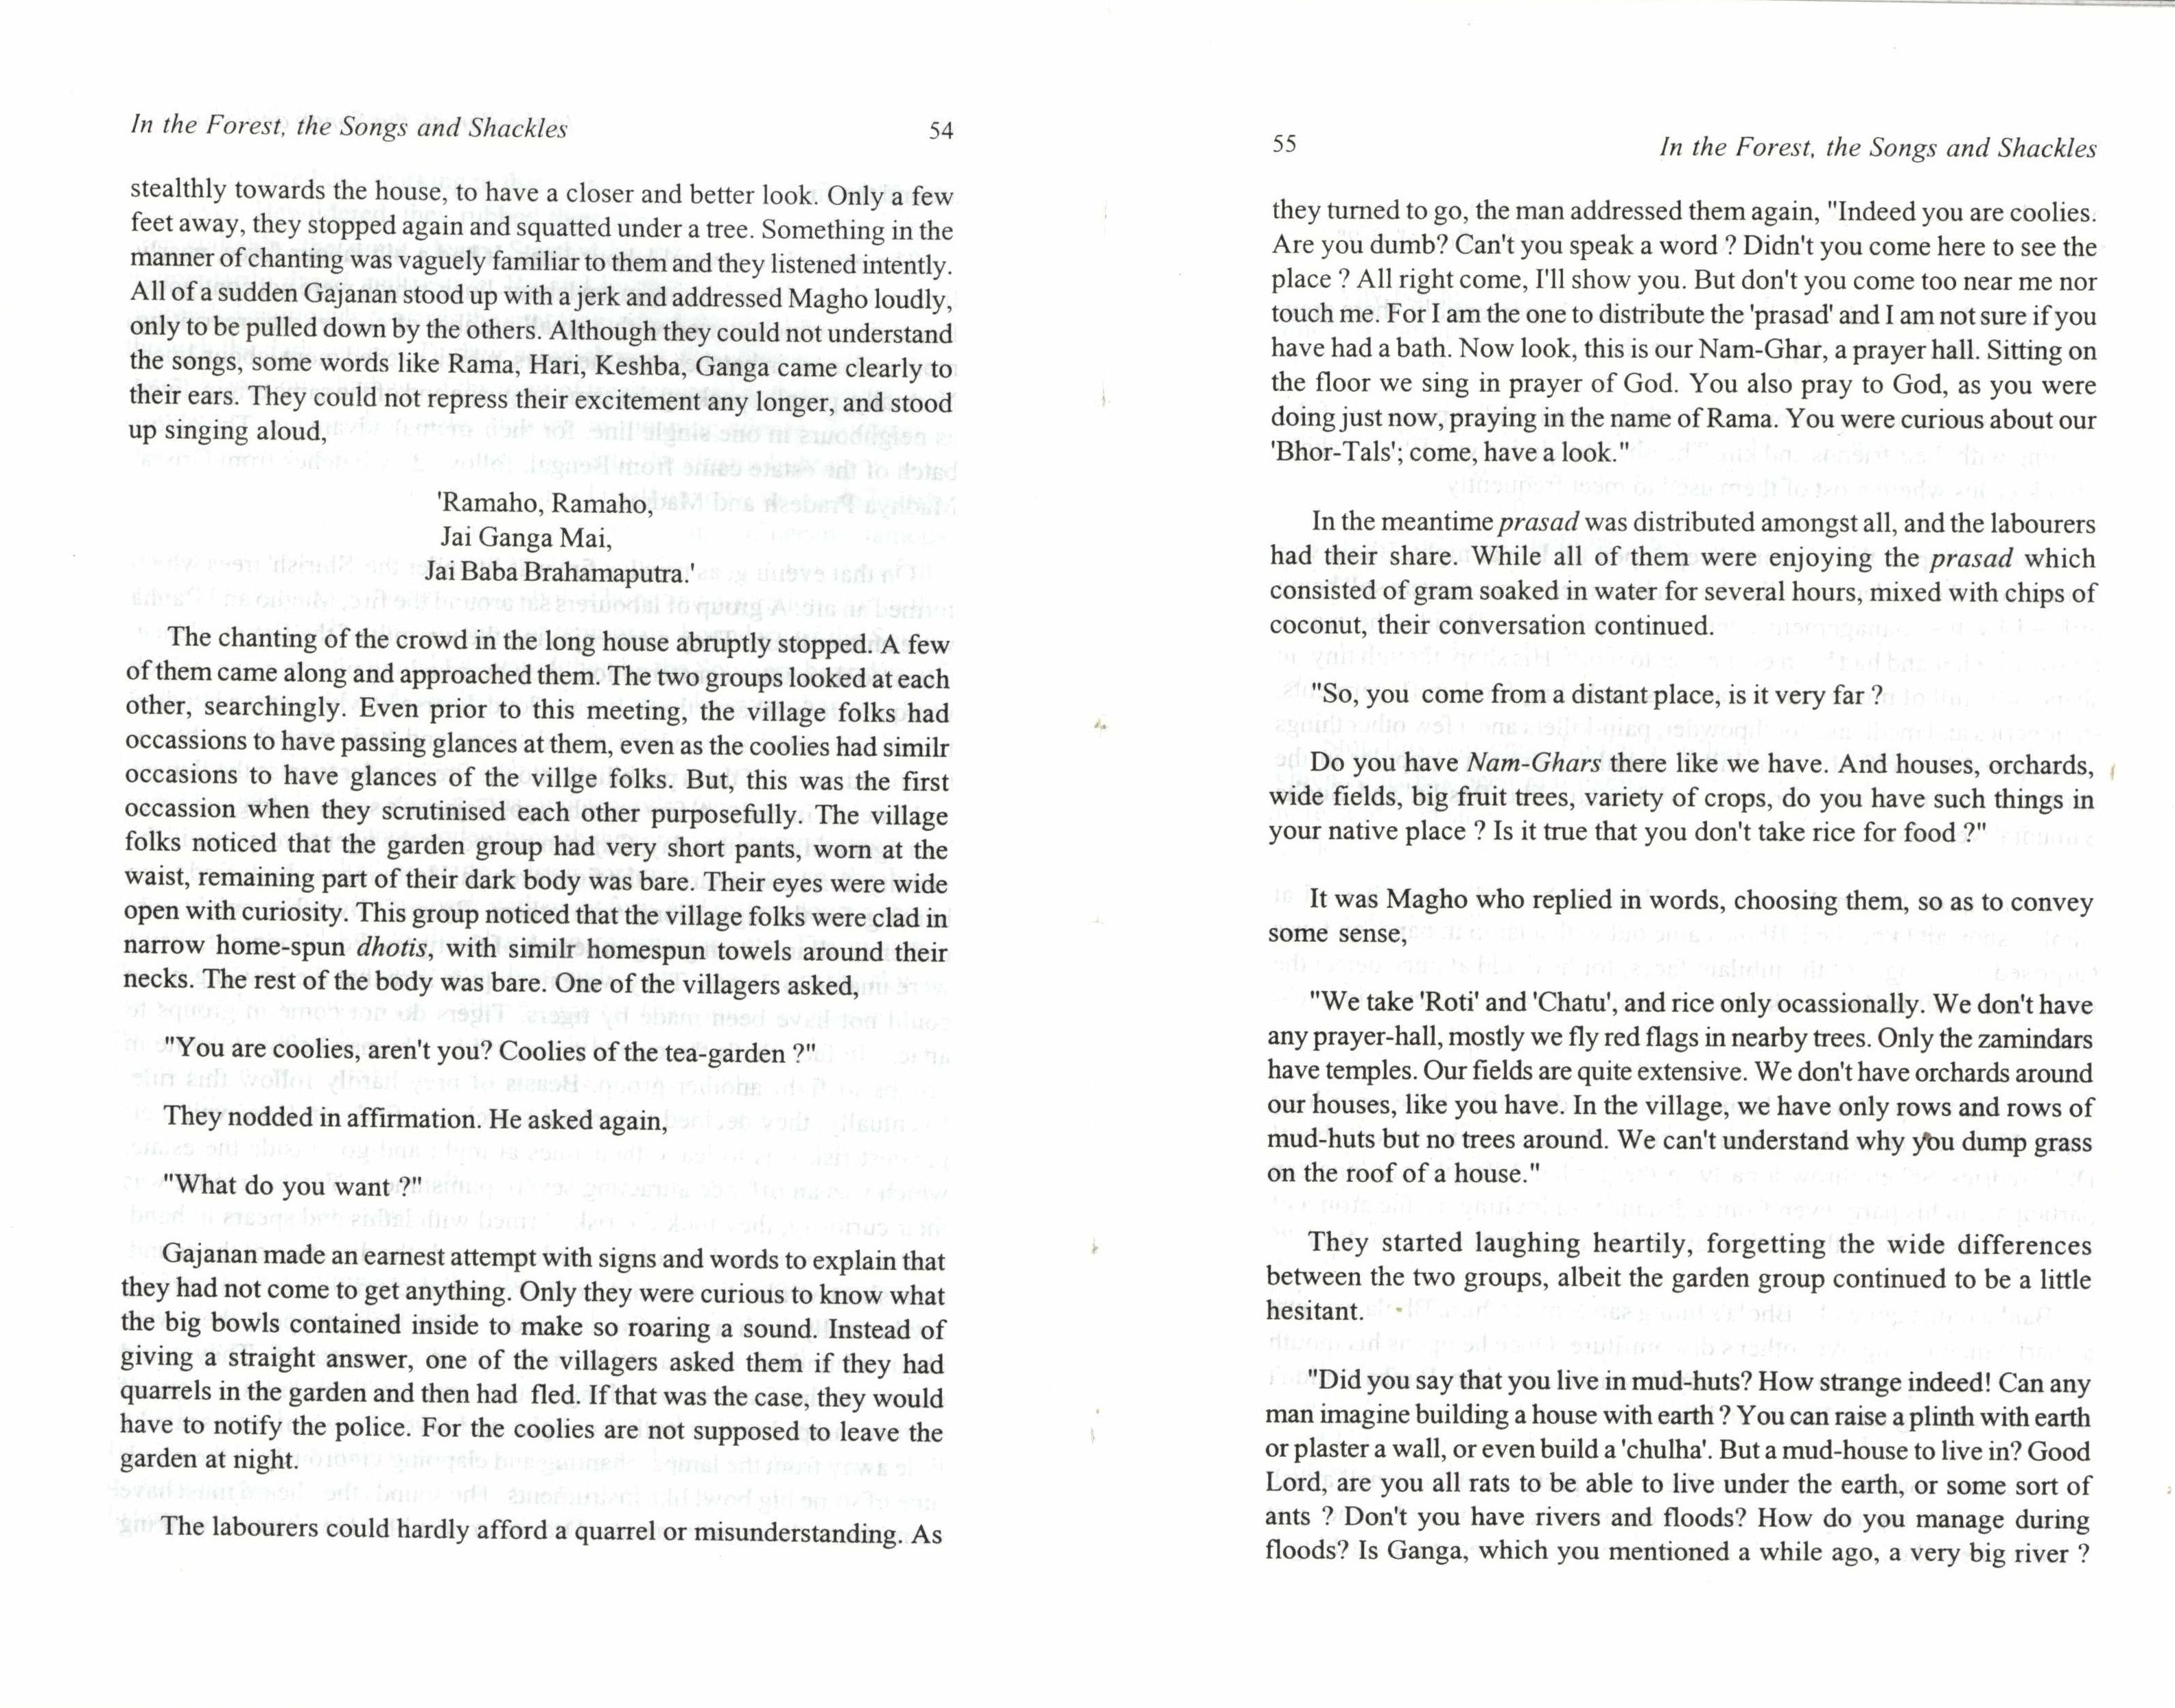 In the Forest, the Songs and Shackles 54
stealthly towards the house, to have a closer and better look. Only a few
feet away, they stopped again and squatted under a tree. Something in the
manner of chanting was vaguely familiar to them and they listened intently.
All of a sudden Gajanan stood up with a jerk and addressed Magho loudly,
only to be pulled down by the others. Although they could not understand
the songs, some words like Rama, Hari, Keshba, Ganga came clearly to
their ears. They could not repress their excitement any longer, and stood
up singing aloud,
'Ramaho, Ramaho,
Jai Ganga Mai,
Jai Baba Brahamaputra.'
The chanting of the crowd in the long house abruptly stopped. A few
of them came along and approached them. The two groups looked at each
other, searchingly. Even prior to this meeting, the village folks had
occassions to have passing glances at them, even as the coolies had similr
occasions to have glances of the villge folks. But, this was the first
occassion when they scrutinised each other purposefully. The village
folks noticed that the garden group had very short pants, worn at the
waist, remaining part of their dark body was bare. Their eyes were wide
open with curiosity. This group noticed that the village folks were clad in
narrow home-spun dhotis, with similr homespun towels around their
necks. The rest of the body was bare. One of the villagers asked,
"You are coolies, aren't you? Coolies of the tea-garden ?"
They nodded in affirmation. He asked again,
"What do you want ?"
Gajanan made an earnest attempt with signs and words to explain that
they had not come to get anything. Only they were curious to know what
the big bowls contained inside to make so roaring a sound. Instead of
giving a straight answer, one of the villagers asked them if they had
quarrels in the garden and then had fled. If that was the case, they would
have to notify the police. For the coolies are not supposed to leave the
garden at night.
The labourers could hardly afford a quarrel or misunderstanding. As
55 In the Forest, the Songs and Shackles
they turned to go, the man addressed them again, "Indeed you are coolies.
Are you dumb? Can't you speak a word ? Didn't you come here to see the
place ? All right come, I'll show you. But don't you come too near me nor
touch me. For I am the one to distribute the 'prasad' and I am not sure if you
have had a bath. Now look, this is our Nam-Ghar, a prayer hall. Sitting on
the floor we sing in prayer of God. You also pray to God, as you were
doing just now, praying in the name of Rama. You were curious about our
'Bhor-Tals'; come, have a look."
In the meantime prasad was distributed amongst all, and the labourers
had their share. While all of them were enjoying the prasad which
consisted of gram soaked in water for several hours, mixed with chips of
coconut, their conversation continued.
"So, you come from a distant place, is it very far ?
Do you have Nam-Ghars there like we have. And houses, orchards,
wide fields, big fruit trees, variety of crops, do you have such things in
your native place ? Is it true that you don't take rice for food ?"
It was Magho who replied in words, choosing them, so as to convey
some sense,
"We take 'Roti' and 'Chatu', and rice only ocassionally. We don't have
any prayer-hall, mostly we fly red flags in nearby trees. Only the zamindars
have temples. Our fields are quite extensive. We don't have orchards around
our houses, like you have. In the village, we have only rows and rows of
mud-huts but no trees around. We can't understand why you dump grass
on the roof of a house."
They started laughing heartily, forgetting the wide differences
between the two groups, albeit the garden group continued to be a little
hesitant.
"Did you say that you live in mud-huts? How strange indeed! Can any
man imagine building a house with earth ? You can raise a plinth with earth
or plaster a wall, or even build a 'chulha'. But a mud-house to live in? Good
Lord, are you all rats to be able to live under the earth, or some sort of
ants ? Don't you have rivers and floods? How do you manage during
floods? Is Ganga, which you mentioned a while ago, a very big river ?